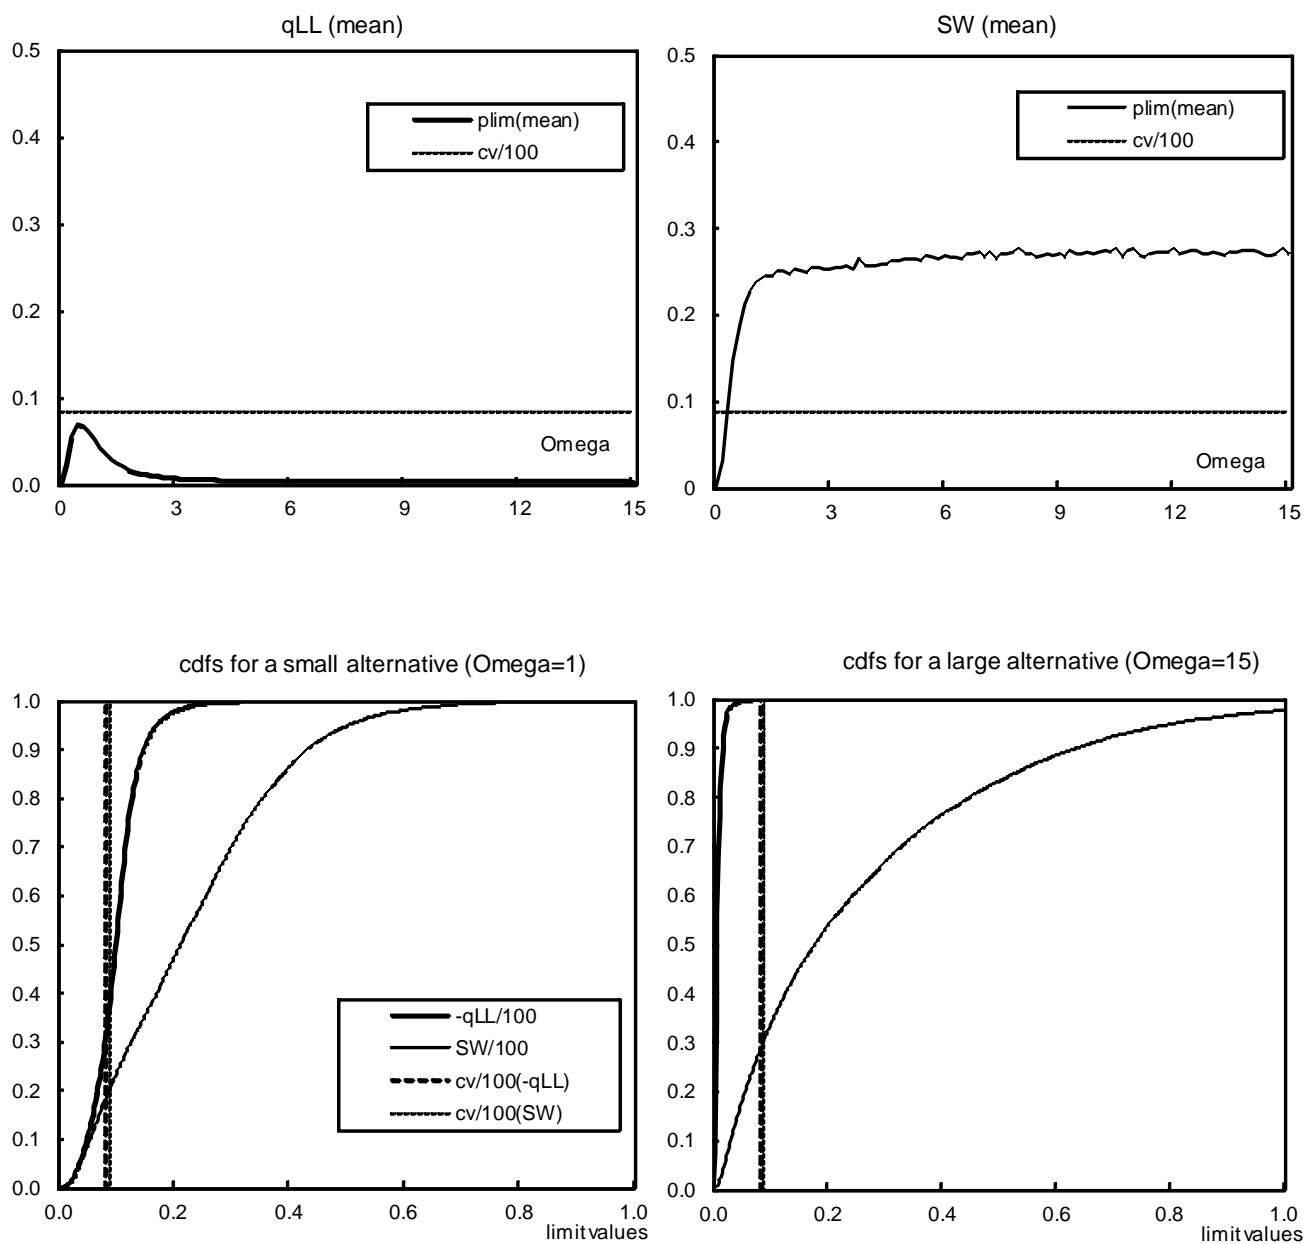 qLL (mean)
0.5
0.4
0.3
0.2
0.1
0.0
plim(mean)
cv/100
Omega
0 3 6 9 12 15
SW (mean)
0.5
0.4
0.3
0.2
0.1
0
plim(mean)
cv/100
Omega
0 3 6 9 12 15
cdfs for a small alternative (Omega=1)
1.0
0.9
0.8
0.7
0.6
0.5
0.4
0.3
0.2
0.1
0.0
-qLL/100
SW/100
cv/100(-qLL)
cv/100(SW)
0.0 0.2 0.4 0.6 0.8 1.0
limit values
cdfs for a large alternative (Omega=15)
1.0
0.9
0.8
0.7
0.6
0.5
0.4
0.3
0.2
0.1
0.0
0.0 0.2 0.4 0.6 0.8 1.0
limit values